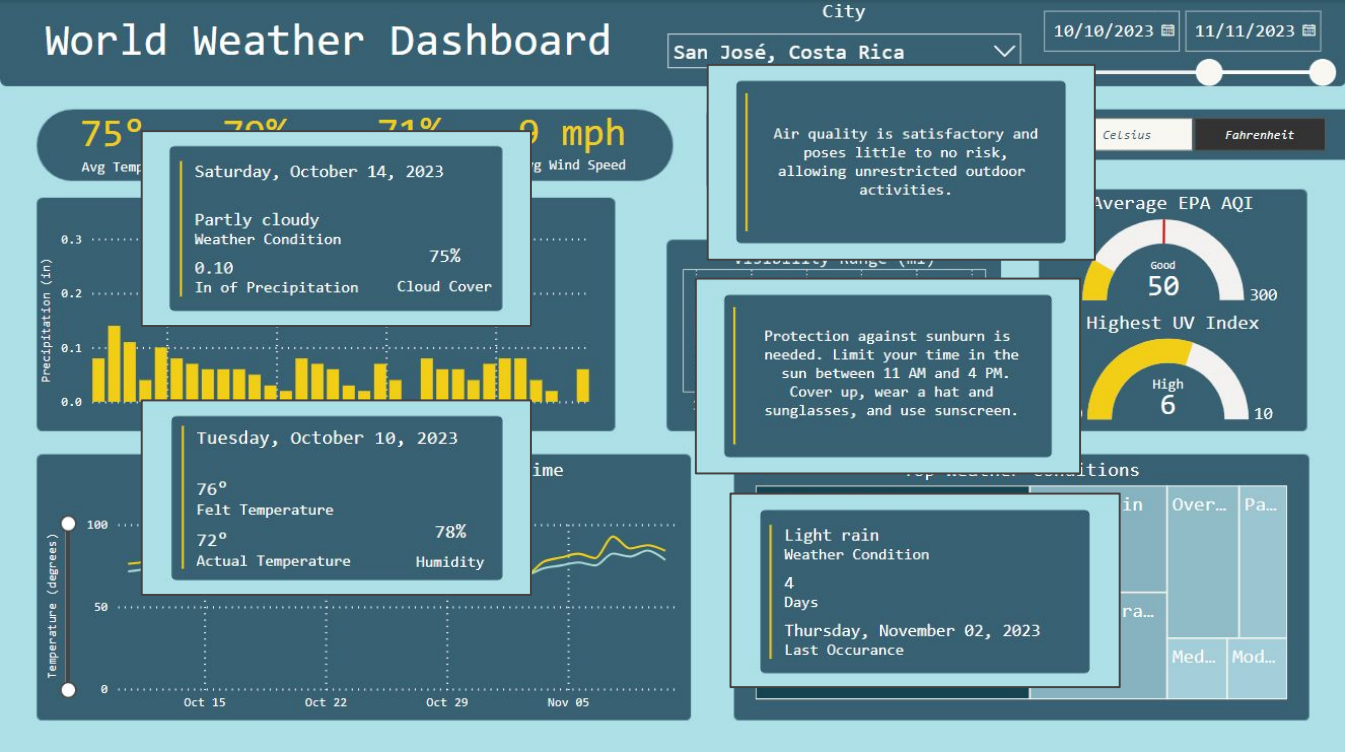 World Weather Dashboard
City
San José, Costa Rica
10/10/2023
11/11/2023
75°
9 mph
Avg Wind Speed
Celsius
Fahrenheit
Air quality is satisfactory and
poses little to no risk,
allowing unrestricted outdoor
activities.
Saturday, October 14, 2023
Partly cloudy
Weather Condition
0.10
In of Precipitation
75%
Cloud Cover
Precipitation (in)
0.3
0.2
0.1
0.0
Visibility Range (mi)
Average EPA AQI
Good
50
300
Highest UV Index
High
6
10
Protection against sunburn is
needed. Limit your time in the
sun between 11 AM and 4 PM.
Cover up, wear a hat and
sunglasses, and use sunscreen.
Tuesday, October 10, 2023
76°
Felt Temperature
72°
Actual Temperature
78%
Humidity
Temperature (degrees)
100
50
0
Oct 15
Oct 22
Oct 29
Nov 05
Top Weather Conditions
Over…
Pa…
Med…
Mod…
Light rain
Weather Condition
4
Days
Thursday, November 02, 2023
Last Occurance